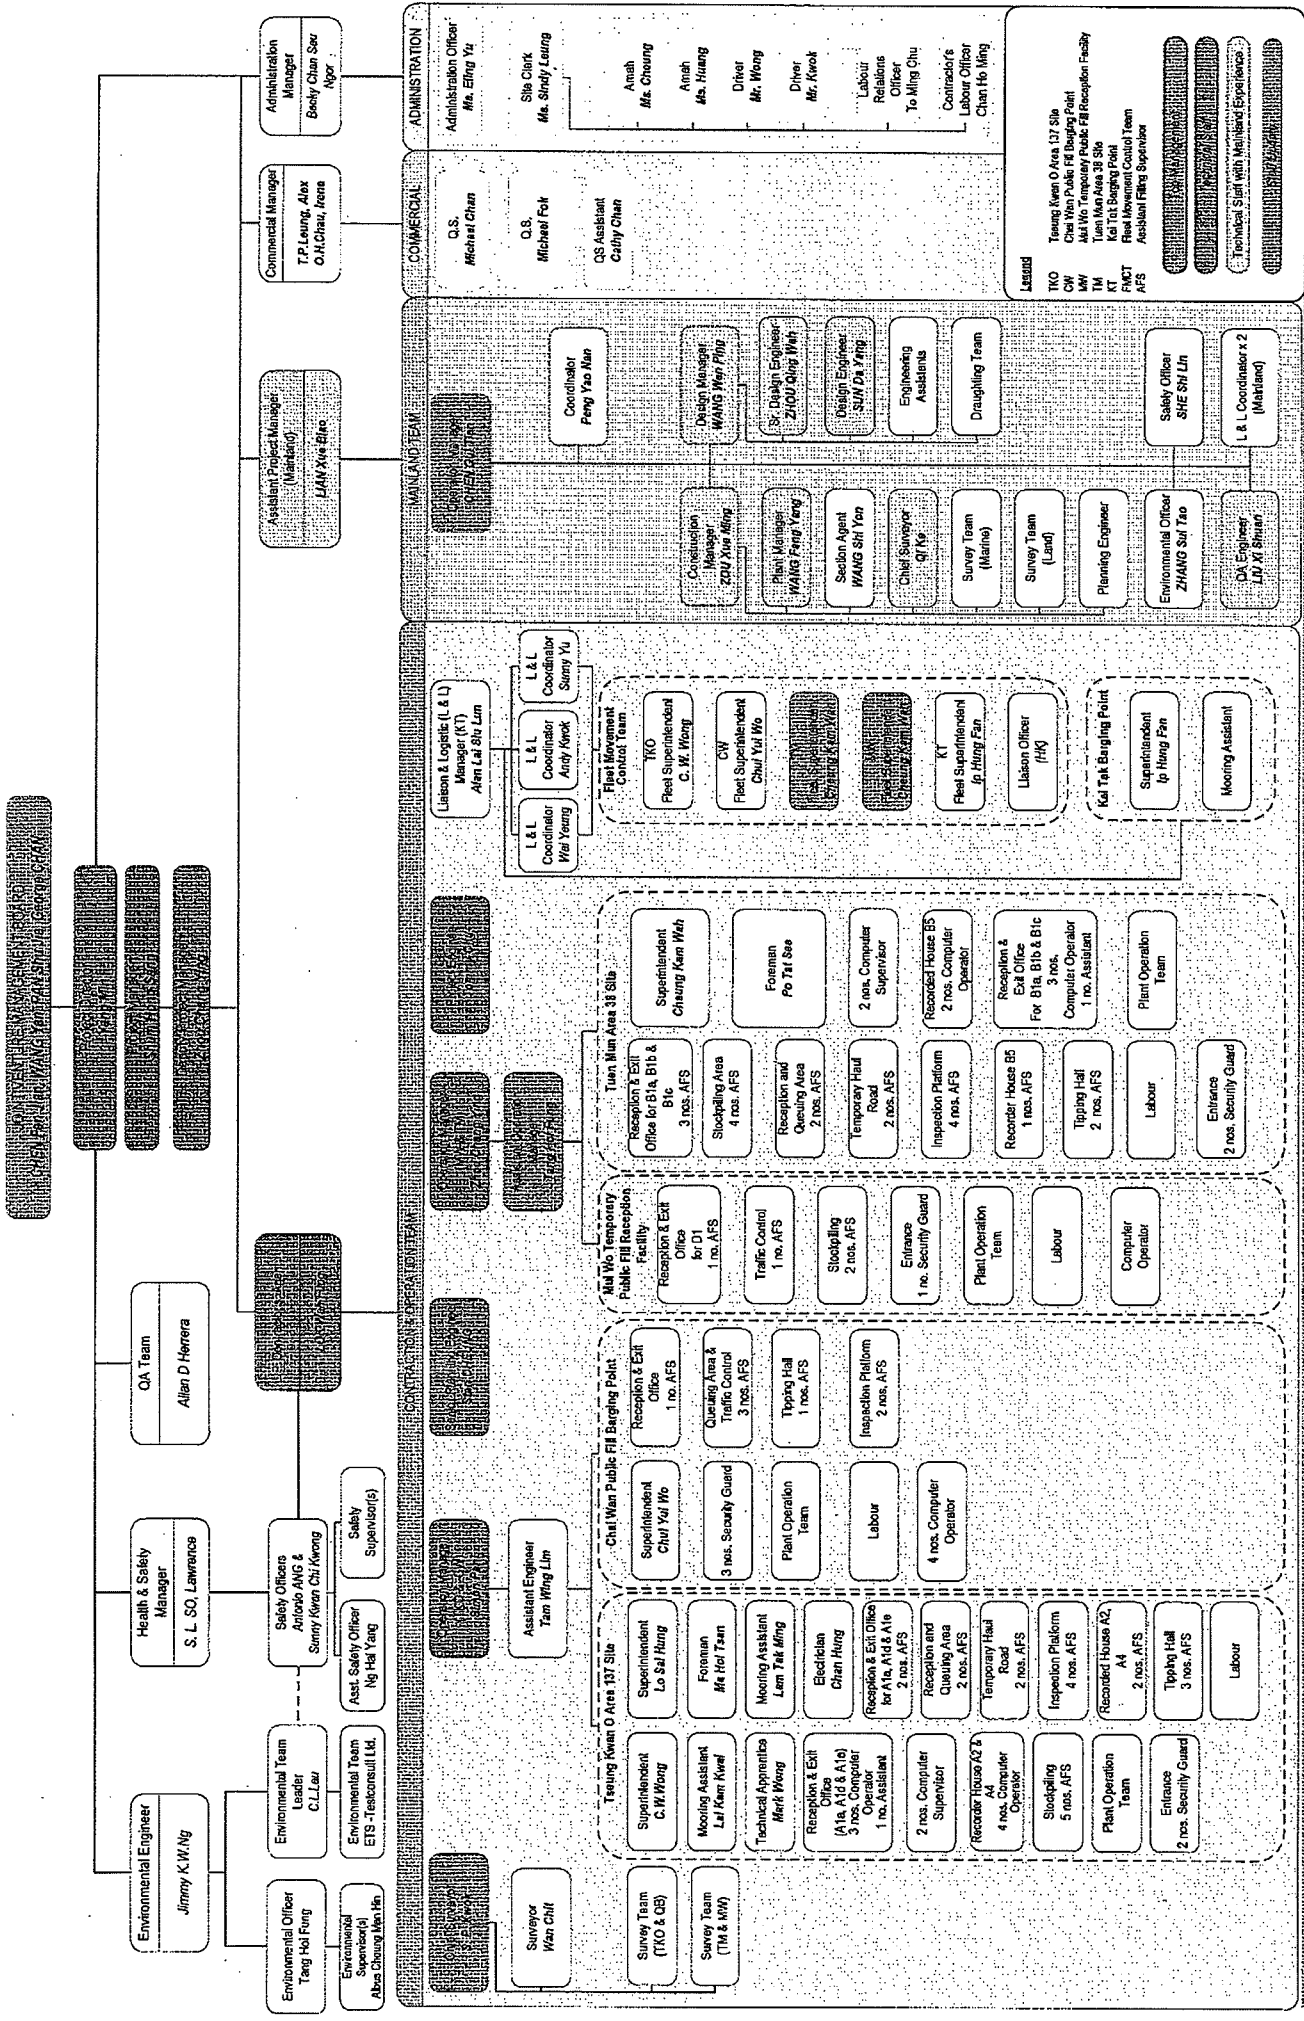 JOINT VENTURE MANAGEMENT BOARD
Environmental Engineer
Jimmy K.W.Ng
Health & Safety
Manager
S. L. SO, Lawrence
QA Team
Allan D Herrera
Assistant Project Manager
(Mainland)
LIAN Xue Biao
Commercial Manager
T.P.Leung, Alex
O.H.Chau, Irene
Administration
Manager
Becky Chan Sau
Ngor
Environmental Officer
Tang Hoi Fung
Environmental Team
Leader
C.Lau
Safety Officers
Antonio ANG &
Sunny Kwan Chi Kwong
Environmental
Supervisor(s)
Environmental Team
ETS -Testconsult Ltd.
Asst. Safety Officer
Ng Hai Yang
Safety
Supervisor(s)
CONTRACTION & OPERATION TEAM
MAINLAND TEAM
COMMERCIAL
ADMINISTRATION
Surveyor
Wan Chit
Survey Team
(TKO & QB)
Survey Team
(TM & MW)
Assistant Engineer
Tam Wing Lim
Tseung Kwan O Area 137 Site
Superintendent
C.W.Wong
Mooring Assistant
Lai Kam Kwai
Technical Apprentice
Mark Wong
Reception & Exit
Office
(A1a, A1d & A1e)
3 nos. Computer
Operator
1 no. Assistant
2 nos. Computer
Supervisor
Recorder House A2 &
A4
4 nos. Computer
Operator
Stockpiling
5 nos. AFS
Plant Operation
Team
Entrance
2 nos. Security Guard
Superintendent
Lo Sai Hung
Foreman
Ma Hoi Tsan
Mooring Assistant
Lam Tak Ming
Electrician
Chan Hung
Reception & Exit Office
for A1a, A1d & A1e
2 nos. AFS
Reception and
Queuing Area
2 nos. AFS
Temporary Haul
Road
2 nos. AFS
Inspection Platform
4 nos. AFS
Recorded House A2,
A4
2 nos. AFS
Tipping Hall
3 nos. AFS
Labour
Chai Wan Public Fill Barging Point
Superintendent
Chui Yui Wo
3 nos. Security Guard
Plant Operation
Team
Labour
4 nos. Computer
Operator
Reception & Exit
Office
1 no. AFS
Queuing Area &
Traffic Control
3 nos. AFS
Tipping Hall
1 nos. AFS
Inspection Platform
2 nos. AFS
Mui Wo Temporary
Public Fill Reception
Facility
Reception & Exit
Office
for D1
1 no. AFS
Traffic Control
1 no. AFS
Stockpiling
2 nos. AFS
Entrance
1 no. Security Guard
Plant Operation
Team
Labour
Computer
Operator
Tuen Mun Area 38 Site
Reception & Exit
Office for B1a, B1b &
B1c
3 nos. AFS
Stockpiling Area
4 nos. AFS
Reception and
Queuing Area
2 nos. AFS
Temporary Haul
Road
2 nos. AFS
Inspection Platform
4 nos. AFS
Recorder House B5
1 nos. AFS
Tipping Hall
2 nos. AFS
Labour
Entrance
2 nos. Security Guard
Superintendent
Cheung Kam Wah
Foreman
Po Tat Sae
2 nos. Computer
Supervisor
Recorded House B5
2 nos. Computer
Operator
Reception &
Exit Office
For B1a, B1b & B1c
3 nos.
Computer Operator
1 no. Assistant
Plant Operation
Team
Liaison & Logistic (L & L)
Manager (KT)
Alan Lai Siu Lun
L & L
Coordinator
Wai Yeung
L & L
Coordinator
Andy Kwok
L & L
Coordinator
Sunny Yu
Fleet Movement
Control Team
TKO
Fleet Superintendent
C. W. Wong
CW
Fleet Superintendent
Chui Yui Wo
Fleet Superintendent
Cheung Kam Wah
Fleet Superintendent
Cheung Kam Wah
KT
Fleet Superintendent
Ip Hung Fan
Liaison Officer
(HK)
Kai Tak Barging Point
Superintendent
Ip Hung Fan
Mooring Assistant
Coordinator
Peng Yao Nan
Construction
Manager
ZOU Xue Ming
Plant Manager
WANG Feng Yang
Section Agent
WANG Shi Yon
Chief Surveyor
QI Ke
Survey Team
(Marine)
Survey Team
(Land)
Planning Engineer
Environmental Officer
ZHANG Sui Tao
QA Engineer
LIU Xi Shuan
Design Manager
WANG Wen Ping
Sr. Design Engineer
ZHOU Qing Wah
Design Engineer
SUN Da Yang
Engineering
Assistants
Draughting Team
Safety Officer
SHE Shi Lin
L & L Coordinator x 2
(Mainland)
Q.S.
Michael Chan
Q.S.
Michael Fok
QS Assistant
Cathy Chan
Administration Officer
Ms. Eling Yu
Site Clerk
Ms. Sindy Leung
Amah
Ms. Cheung
Amah
Ms. Huang
Driver
Mr. Wong
Driver
Mr. Kwok
Labour
Relations
Officer
To Ming Chu
Contractor's
Labour Officer
Chan Ho Ming
Legend
TKO Tseung Kwan O Area 137 Site
CW Chai Wan Public Fill Barging Point
MW Mui Wo Temporary Public Fill Reception Facility
TM Tuen Mun Area 38 Site
KT Kai Tak Barging Point
FMCT Fleet Movement Control Team
AFS Assistant Filling Supervisor
Technical Staff with Mainland Experience